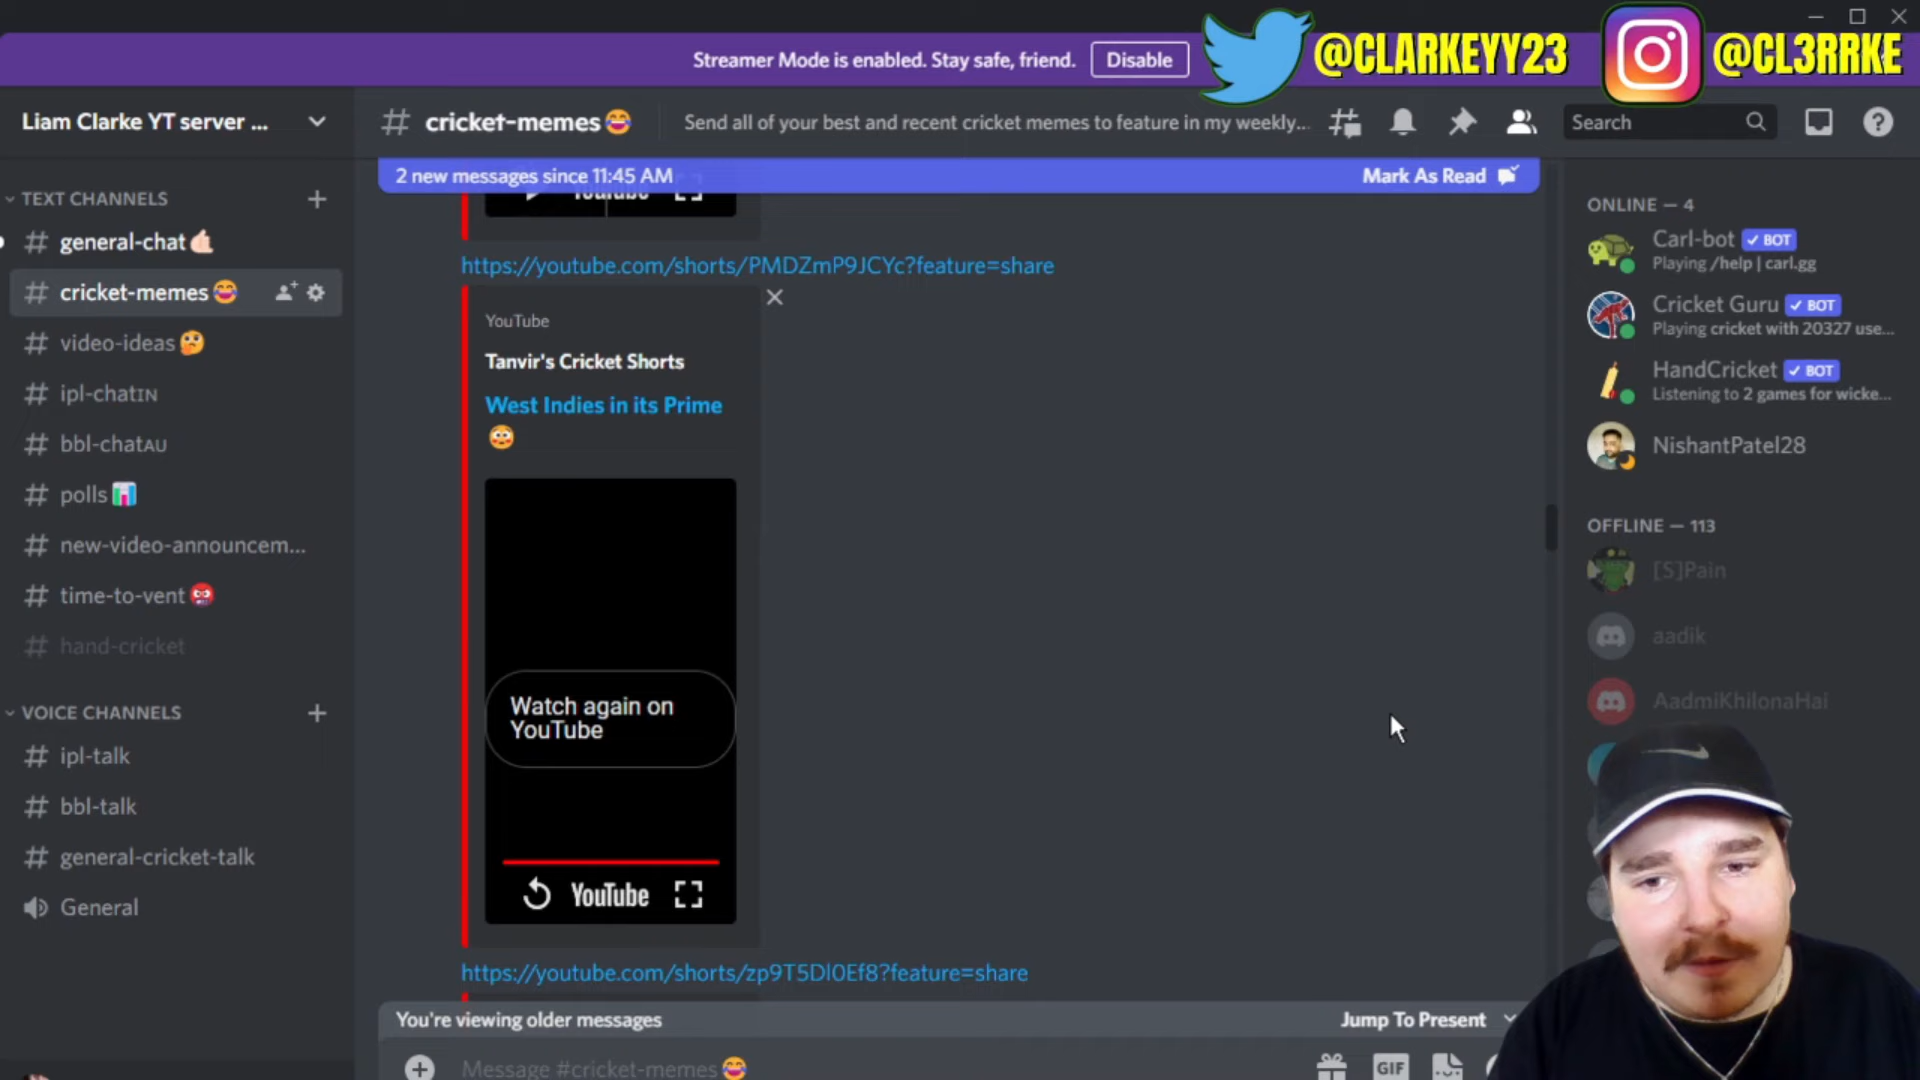 Streamer Mode is enabled. Stay safe, friend.
Disable
@CLARKEYY23
@CL3RRKE
Liam Clarke YT server ...
cricket-memes😂
Send all of your best and recent cricket memes to feature in my weekly...
Search
2 new messages since 11:45 AM
Mark As Read
TEXT CHANNELS
general-chat🤙🏻
cricket-memes😂
video-ideas🤔
ipl-chatIN
bbl-chatAU
polls📊
new-video-announcem...
time-to-vent👹
hand-cricket
VOICE CHANNELS
ipl-talk
bbl-talk
general-cricket-talk
General
YouTube
https://youtube.com/shorts/PMDZmP9JCYc?feature=share
YouTube
Tanvir's Cricket Shorts
West Indies in its Prime
😳
Watch again on
YouTube
YouTube
https://youtube.com/shorts/zp9T5Dl0Ef8?feature=share
You're viewing older messages
Jump To Present
Message #cricket-memes😂
GIF
ONLINE — 4
Carl-bot ✓ BOT
Playing /help | carl.gg
Cricket Guru ✓ BOT
Playing cricket with 20327 use...
HandCricket ✓ BOT
Listening to 2 games for wicke...
NishantPatel28
OFFLINE — 113
[S]Pain
aadik
AadmiKhilonaHai